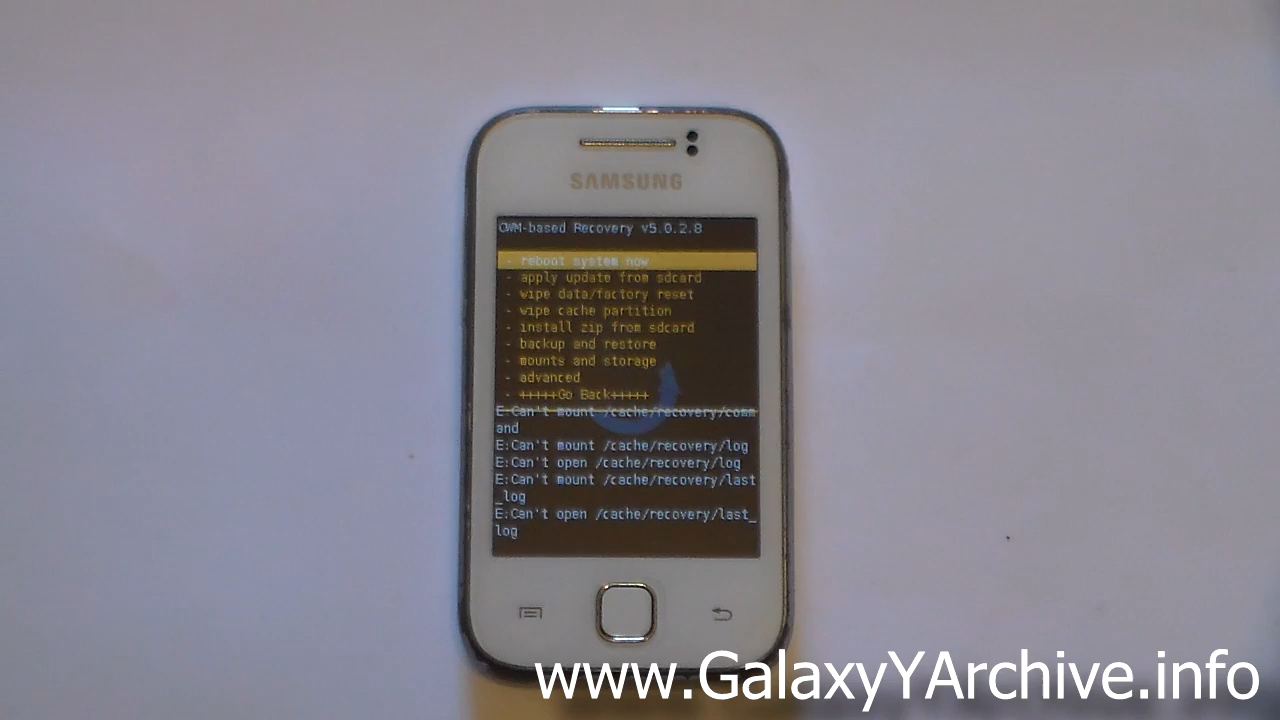 SAMSUNG
CWM-based Recovery v5.0.2.8
- reboot system now
- apply update from sdcard
- wipe data/factory reset
- wipe cache partition
- install zip from sdcard
- backup and restore
- mounts and storage
- advanced
- +++++Go Back+++++
E:Can't mount /cache/recovery/comm
and
E:Can't mount /cache/recovery/log
E:Can't open /cache/recovery/log
E:Can't mount /cache/recovery/last
_log
E:Can't open /cache/recovery/last_
log
www.GalaxyYArchive.info